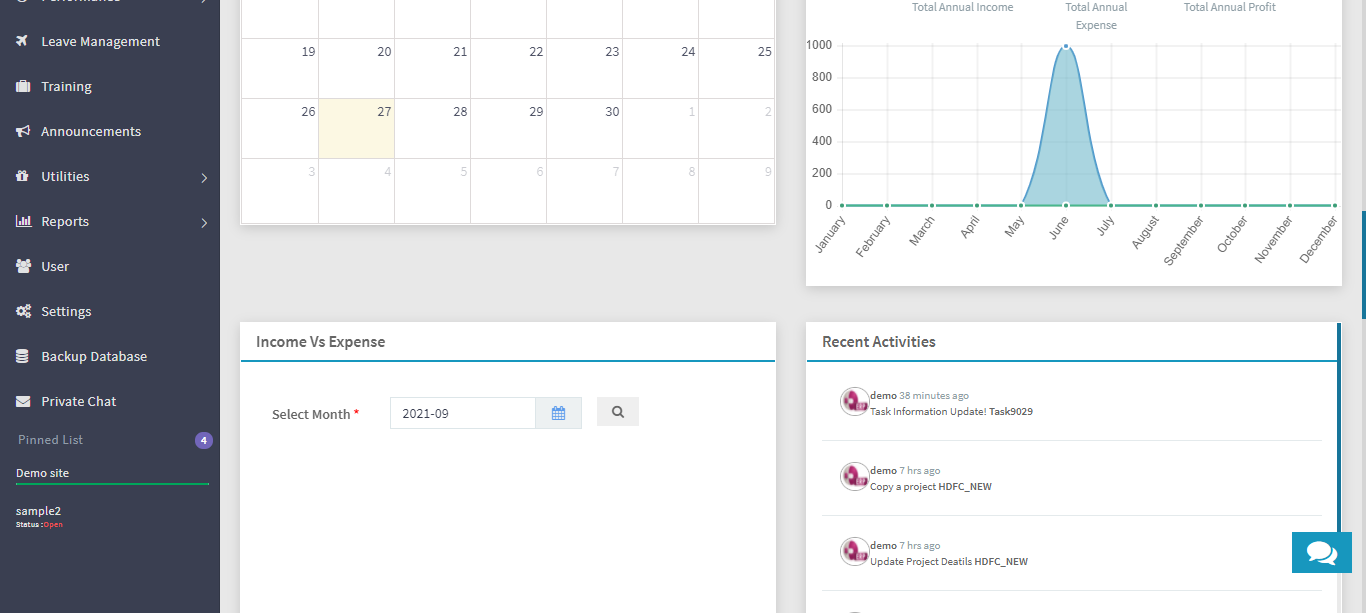 Performance
Leave Management
Training
Announcements
Utilities
Reports
User
Settings
Backup Database
Private Chat
Pinned List
4
Demo site
sample2
Status :Open
19 20 21 22 23 24 25
26 27 28 29 30 1 2
3 4 5 6 7 8 9
Total Annual Income
Total Annual
Expense
Total Annual Profit
1000
800
600
400
200
0
January February March April May June July August September October November December
Income Vs Expense
Select Month *
2021-09
Recent Activities
demo 38 minutes ago
Task Information Update! Task9029
demo 7 hrs ago
Copy a project HDFC_NEW
demo 7 hrs ago
Update Project Deatils HDFC_NEW